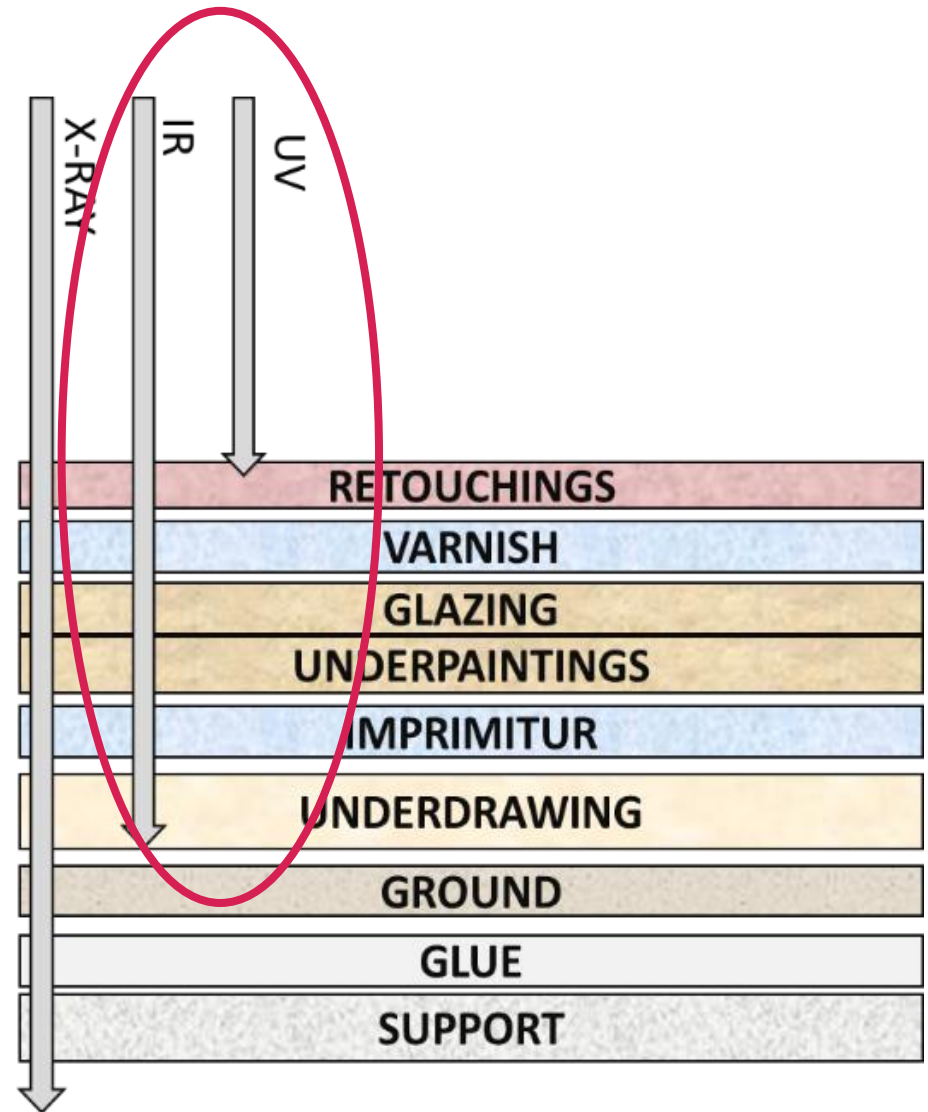 X-RAY
IR
UV
RETOUCHINGS
VARNISH
GLAZING
UNDERPAINTINGS
IMPRIMITUR
UNDERDRAWING
GROUND
GLUE
SUPPORT